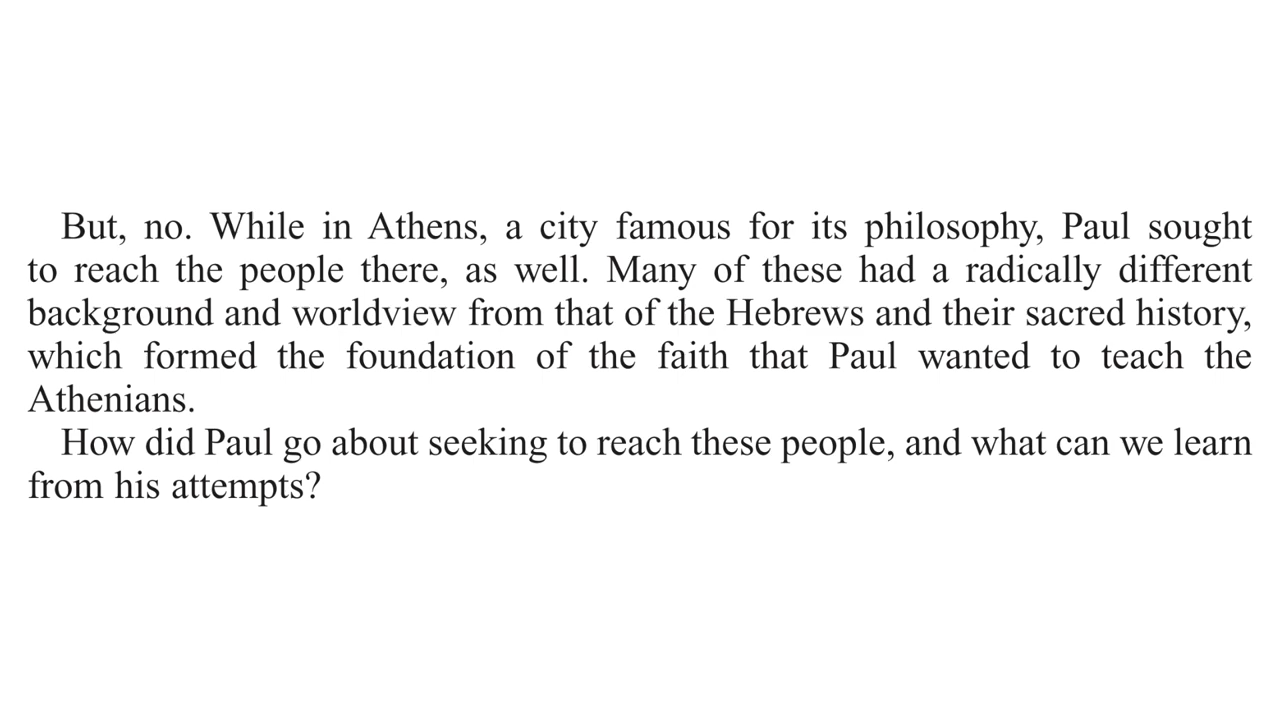 But, no. While in Athens, a city famous for its philosophy, Paul sought
to reach the people there, as well. Many of these had a radically different
background and worldview from that of the Hebrews and their sacred history,
which formed the foundation of the faith that Paul wanted to teach the
Athenians.
How did Paul go about seeking to reach these people, and what can we learn
from his attempts?